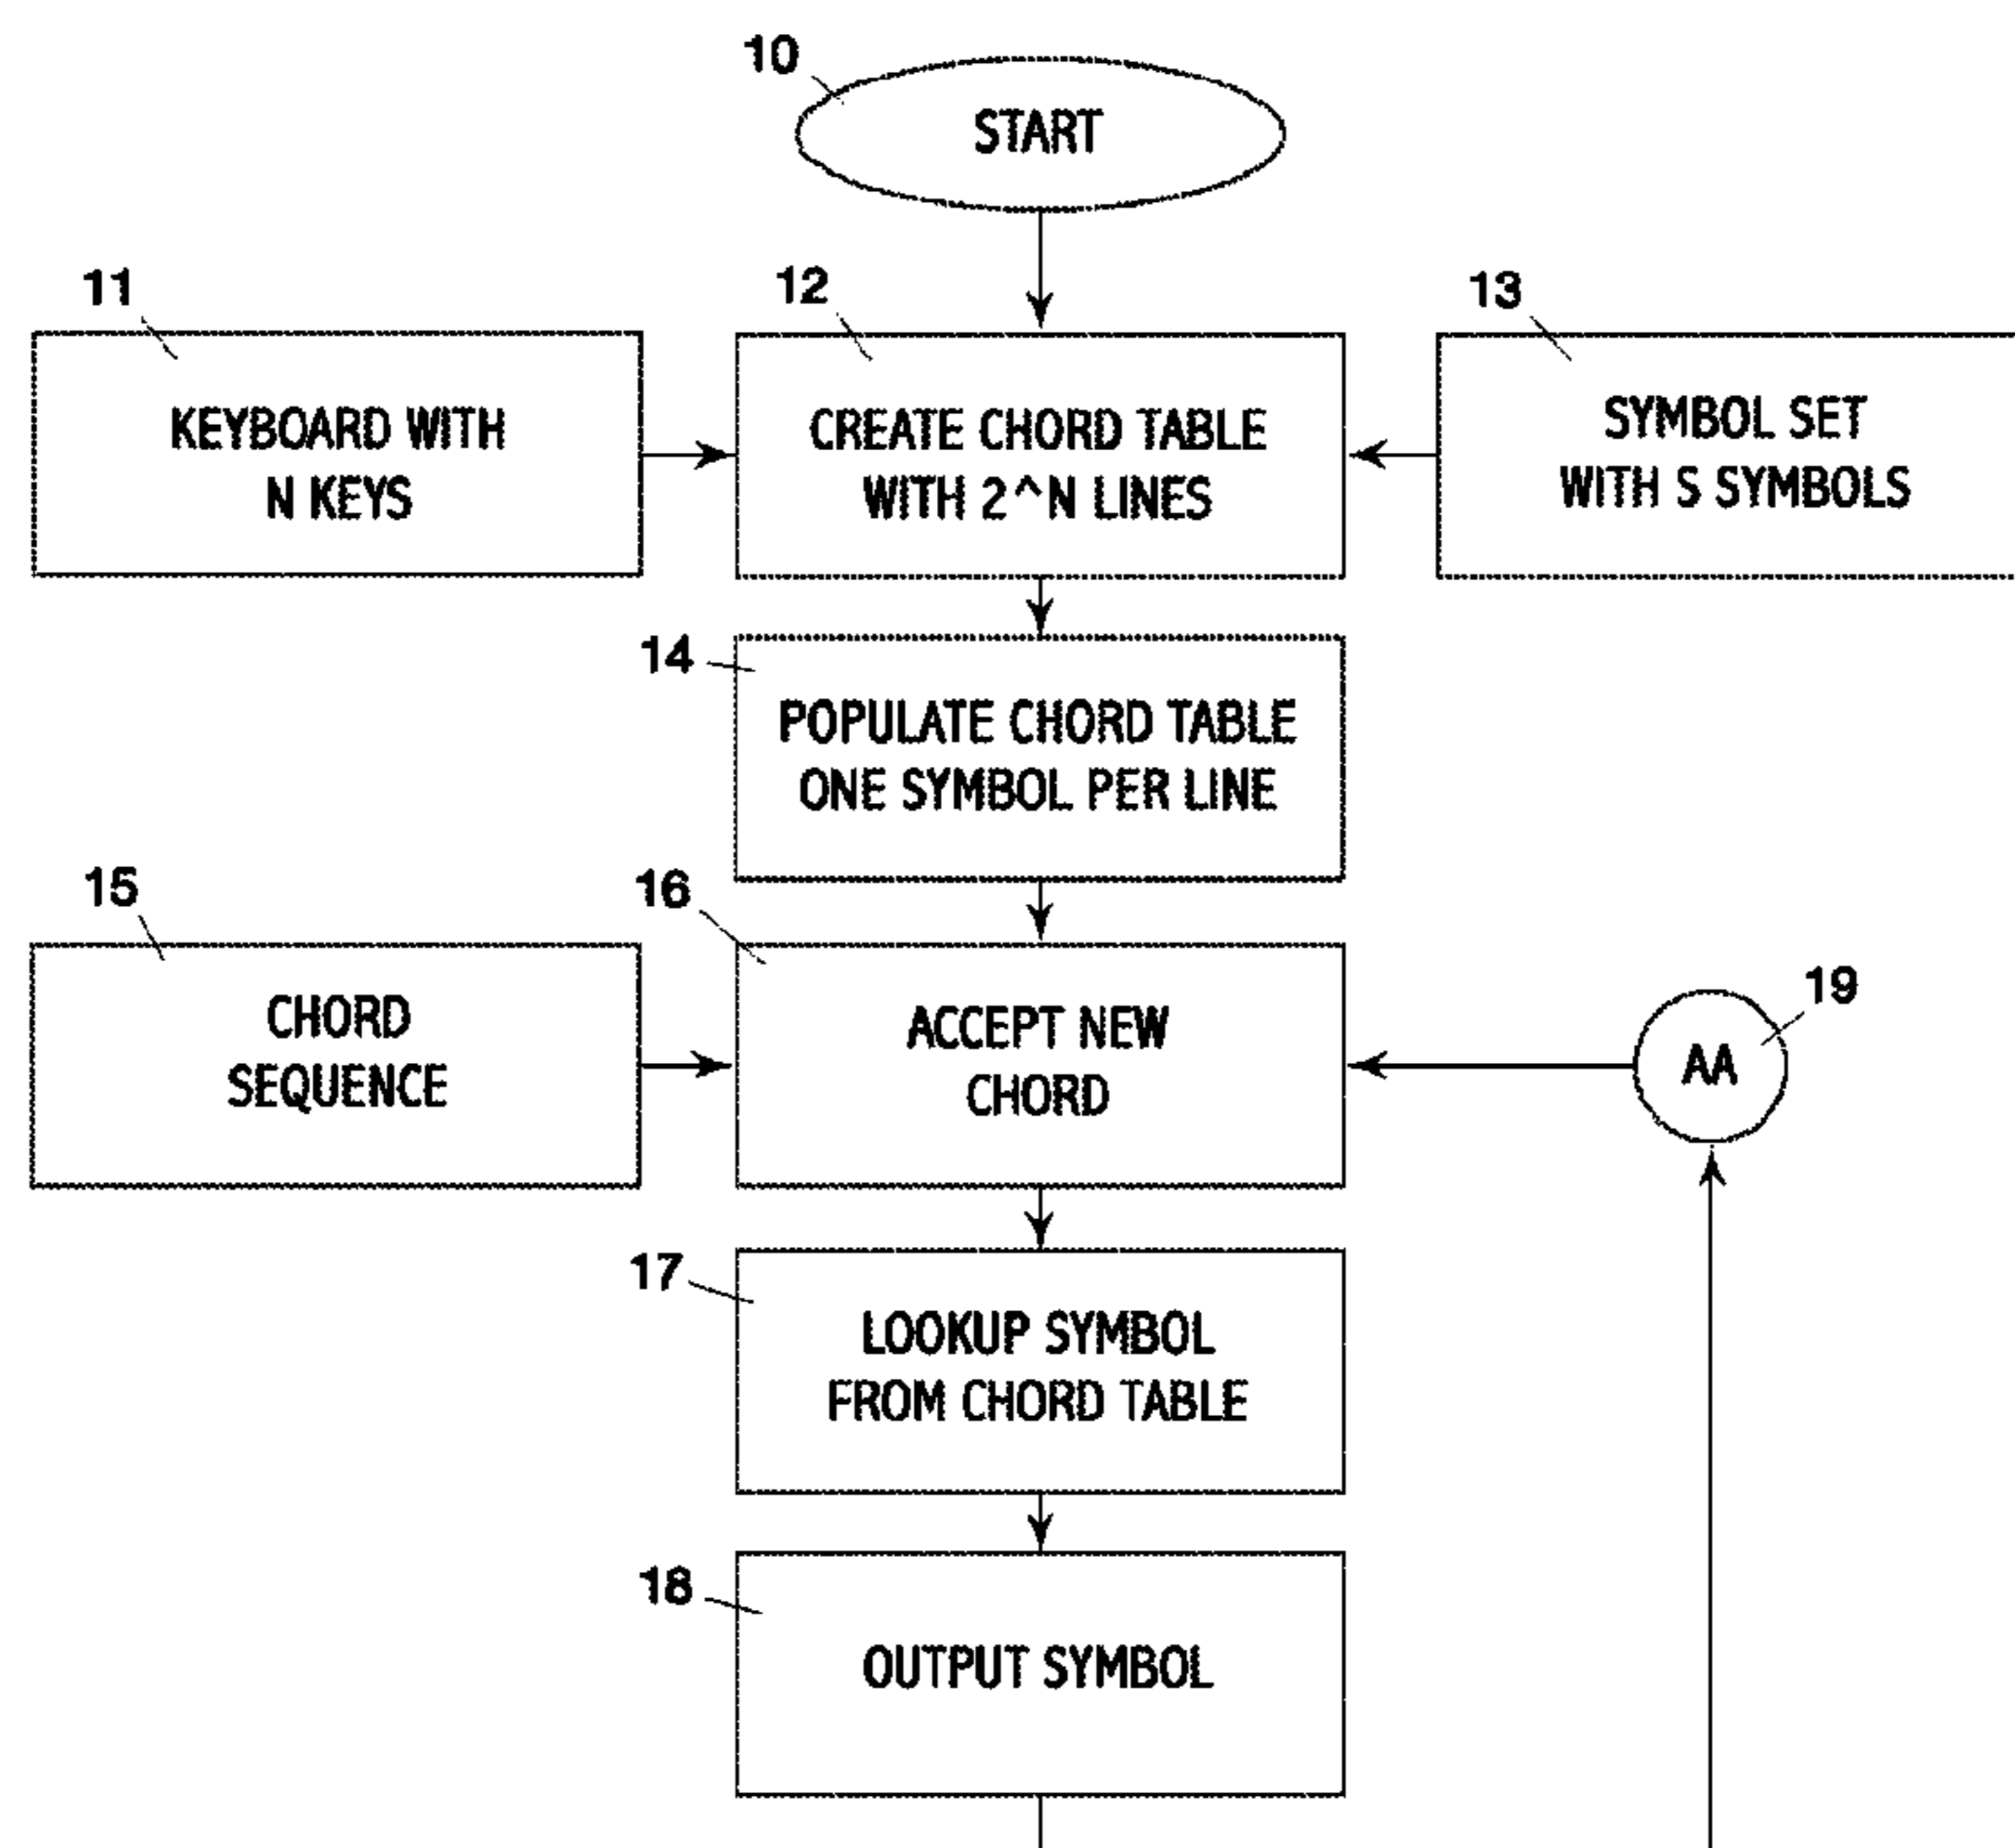 10
START
11
12
13
KEYBOARD WITH
N KEYS
CREATE CHORD TABLE
WITH 2^N LINES
SYMBOL SET
WITH S SYMBOLS
14
POPULATE CHORD TABLE
ONE SYMBOL PER LINE
15
16
CHORD
SEQUENCE
ACCEPT NEW
CHORD
19
AA
17
LOOKUP SYMBOL
FROM CHORD TABLE
18
OUTPUT SYMBOL